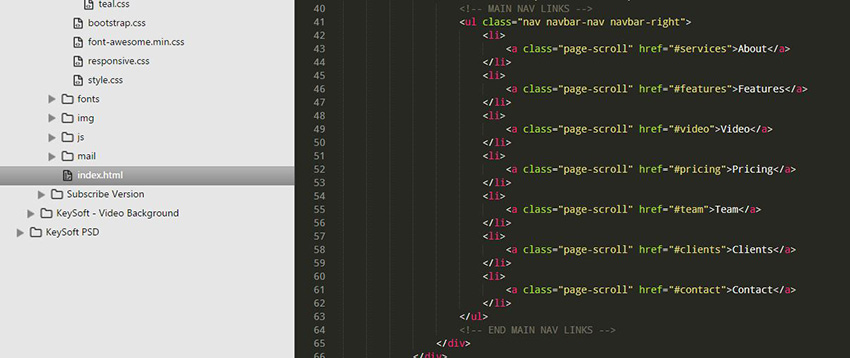 teal.css
bootstrap.css
font-awesome.min.css
responsive.css
style.css
fonts
img
js
mail
index.html
Subscribe Version
KeySoft - Video Background
KeySoft PSD
40 <!-- MAIN NAV LINKS -->
41 <ul class="nav navbar-nav navbar-right">
42 <li>
43 <a class="page-scroll" href="#services">About</a>
44 </li>
45 <li>
46 <a class="page-scroll" href="#features">Features</a>
47 </li>
48 <li>
49 <a class="page-scroll" href="#video">Video</a>
50 </li>
51 <li>
52 <a class="page-scroll" href="#pricing">Pricing</a>
53 </li>
54 <li>
55 <a class="page-scroll" href="#team">Team</a>
56 </li>
57 <li>
58 <a class="page-scroll" href="#clients">Clients</a>
59 </li>
60 <li>
61 <a class="page-scroll" href="#contact">Contact</a>
62 </li>
63 </ul>
64 <!-- END MAIN NAV LINKS -->
65 </div>
66 </div>